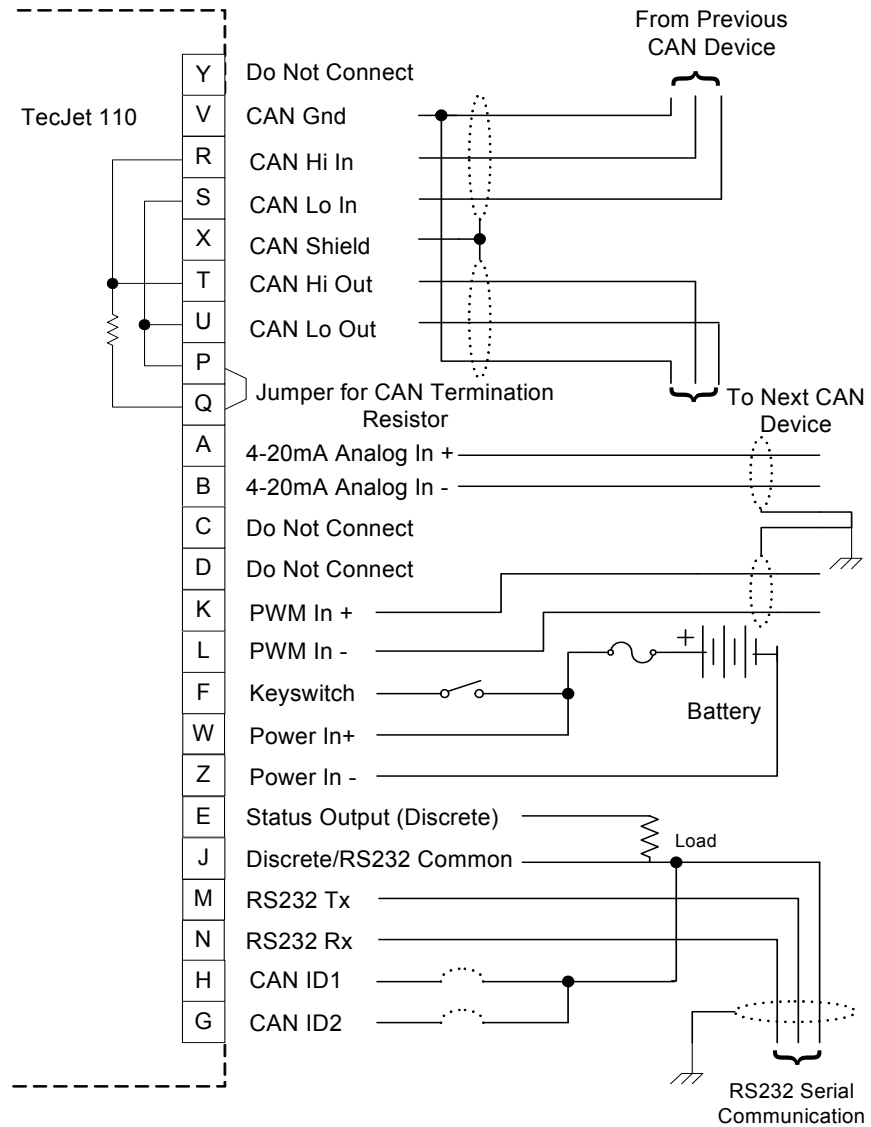 From Previous
CAN Device
TecJet 110
Y Do Not Connect
V CAN Gnd
R CAN Hi In
S CAN Lo In
X CAN Shield
T CAN Hi Out
U CAN Lo Out
P
Q
Jumper for CAN Termination
Resistor
To Next CAN
Device
A 4-20mA Analog In +
B 4-20mA Analog In -
C Do Not Connect
D Do Not Connect
K PWM In +
L PWM In -
+
Battery
F Keyswitch
W Power In+
Z Power In -
E Status Output (Discrete)
Load
J Discrete/RS232 Common
M RS232 Tx
N RS232 Rx
H CAN ID1
G CAN ID2
RS232 Serial
Communication